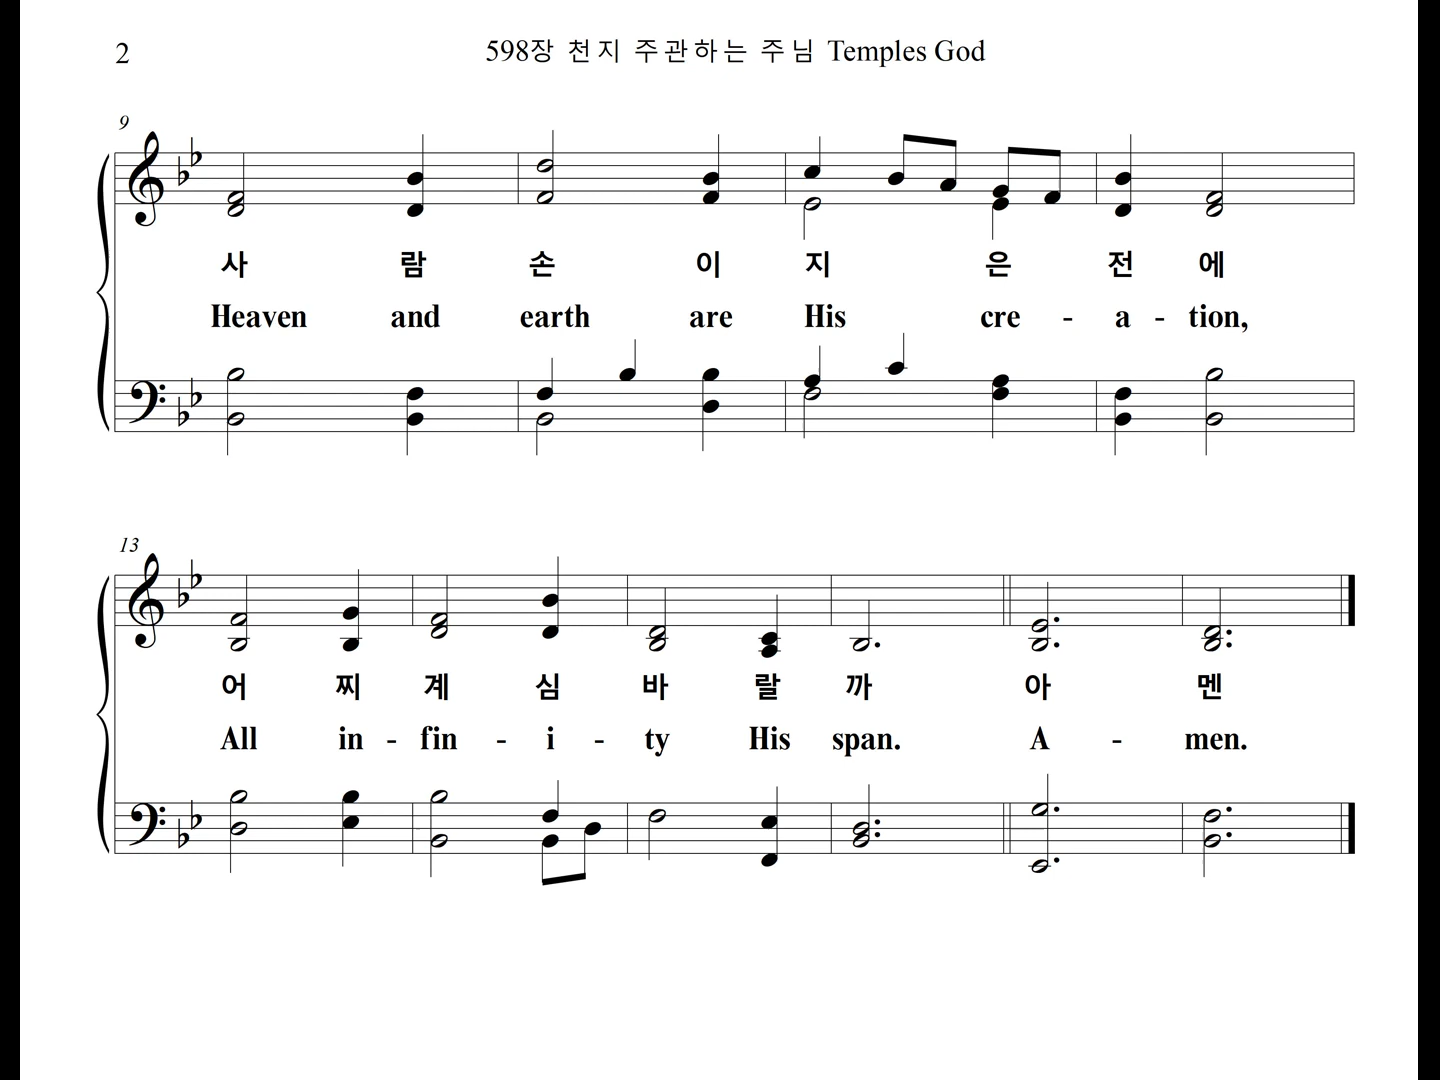 2
598장 천지 주관하는 주님 Temples God
9
사 람 손 이 지 은 전 에
Heaven and earth are His cre - a - tion,
13
어 찌 계 심 바 랄 까 아 멘
All in - fin - i - ty His span. A - men.